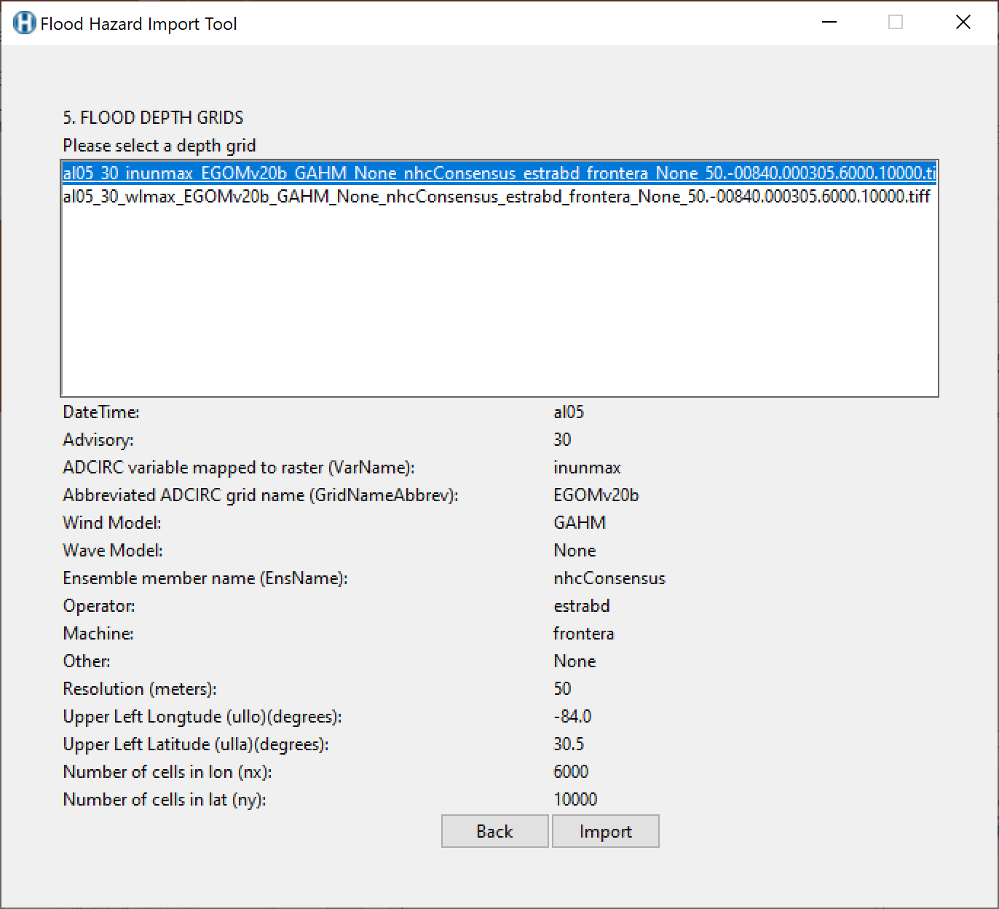 Flood Hazard Import Tool
5. FLOOD DEPTH GRIDS
Please select a depth grid
al05_30_inunmax_EGOMv20b_GAHM_None_nhcConsensus_estrabd_frontera_None_50.-00840.000305.6000.10000.ti
al05_30_wlmax_EGOMv20b_GAHM_None_nhcConsensus_estrabd_frontera_None_50.-00840.000305.6000.10000.tiff
DateTime: al05
Advisory: 30
ADCIRC variable mapped to raster (VarName): inunmax
Abbreviated ADCIRC grid name (GridNameAbbrev): EGOMv20b
Wind Model: GAHM
Wave Model: None
Ensemble member name (EnsName): nhcConsensus
Operator: estrabd
Machine: frontera
Other: None
Resolution (meters): 50
Upper Left Longtude (ullo)(degrees): -84.0
Upper Left Latitude (ulla)(degrees): 30.5
Number of cells in lon (nx): 6000
Number of cells in lat (ny): 10000
Back Import